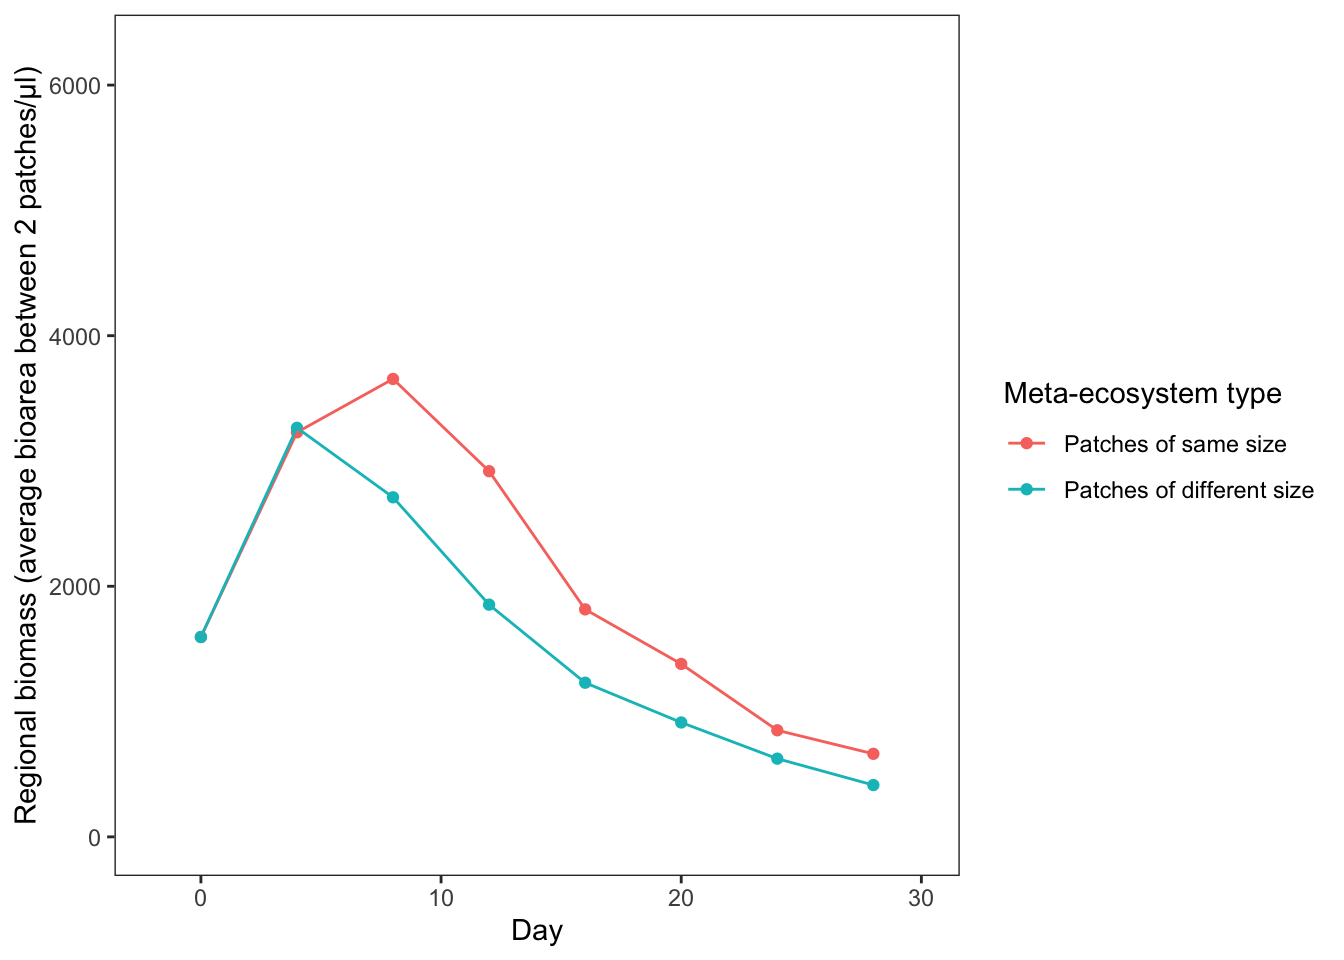 Regional biomass (average bioarea between 2 patches/µl)
6000
4000
2000
0
0 10 20 30
Day
Meta-ecosystem type
Patches of same size
Patches of different size